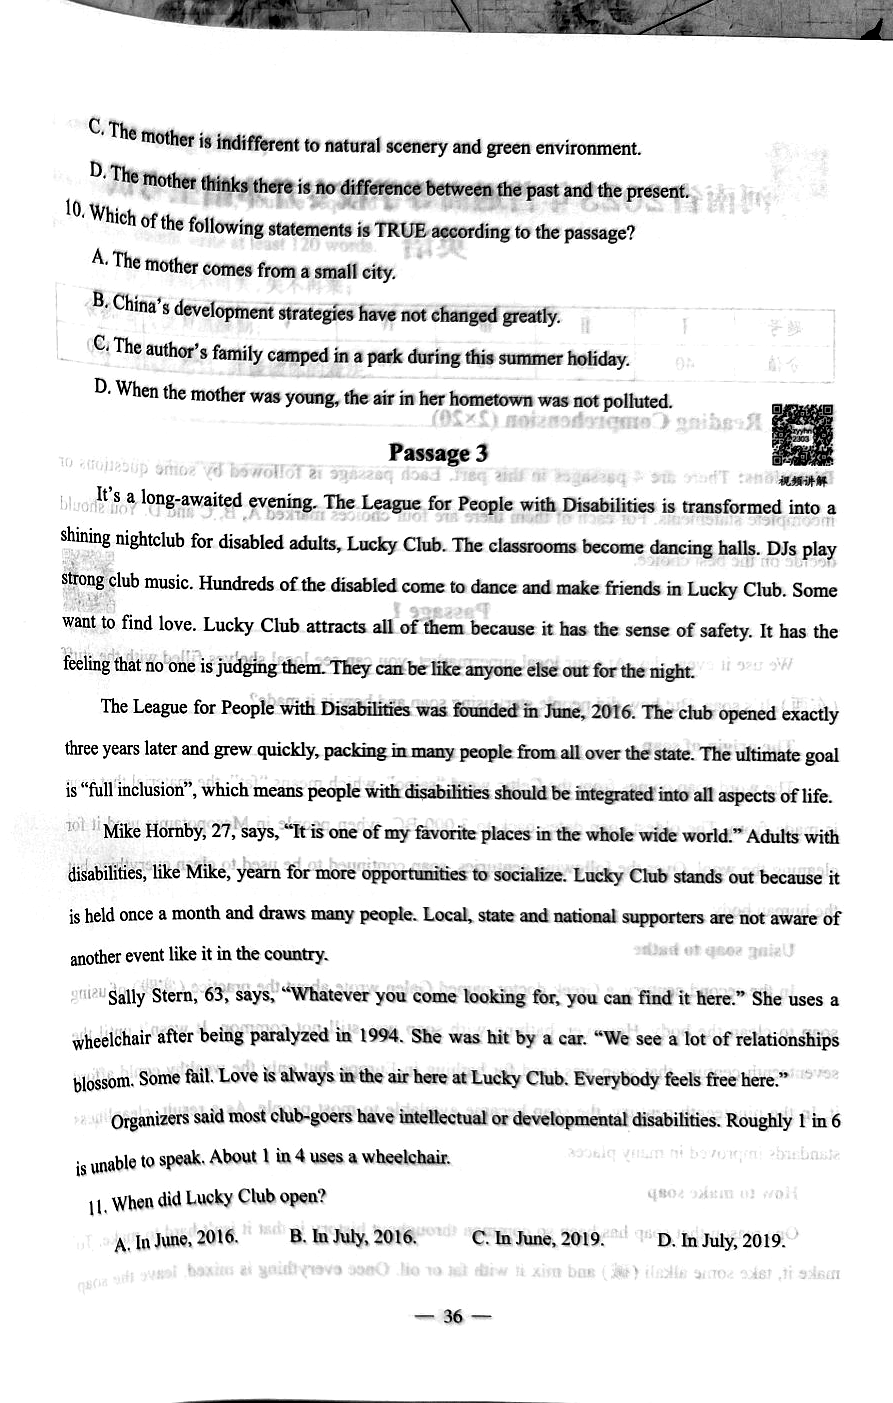 C. The mother is indifferent to natural scenery and green environment.
D. The mother thinks there is no difference between the past and the present.
10. Which of the following statements is TRUE according to the passage?
A. The mother comes from a small city.
B. China's development strategies have not changed greatly.
C. The author's family camped in a park during this summer holiday.
D. When the mother was young, the air in her hometown was not polluted.
Passage 3
视频讲解
It's a long-awaited evening. The League for People with Disabilities is transformed into a
shining nightclub for disabled adults, Lucky Club. The classrooms become dancing halls. DJs play
strong club music. Hundreds of the disabled come to dance and make friends in Lucky Club. Some
want to find love. Lucky Club attracts all of them because it has the sense of safety. It has the
feeling that no one is judging them. They can be like anyone else out for the night.
The League for People with Disabilities was founded in June, 2016. The club opened exactly
three years later and grew quickly, packing in many people from all over the state. The ultimate goal
is “full inclusion”, which means people with disabilities should be integrated into all aspects of life.
Mike Hornby, 27, says, “It is one of my favorite places in the whole wide world.” Adults with
disabilities, like Mike, yearn for more opportunities to socialize. Lucky Club stands out because it
is held once a month and draws many people. Local, state and national supporters are not aware of
another event like it in the country.
Sally Stern, 63, says, “Whatever you come looking for, you can find it here.” She uses a
wheelchair after being paralyzed in 1994. She was hit by a car. “We see a lot of relationships
blossom. Some fail. Love is always in the air here at Lucky Club. Everybody feels free here.”
Organizers said most club-goers have intellectual or developmental disabilities. Roughly 1 in 6
is unable to speak. About 1 in 4 uses a wheelchair.
11. When did Lucky Club open?
A. In June, 2016. B. In July, 2016. C. In June, 2019. D. In July, 2019.
— 36 —